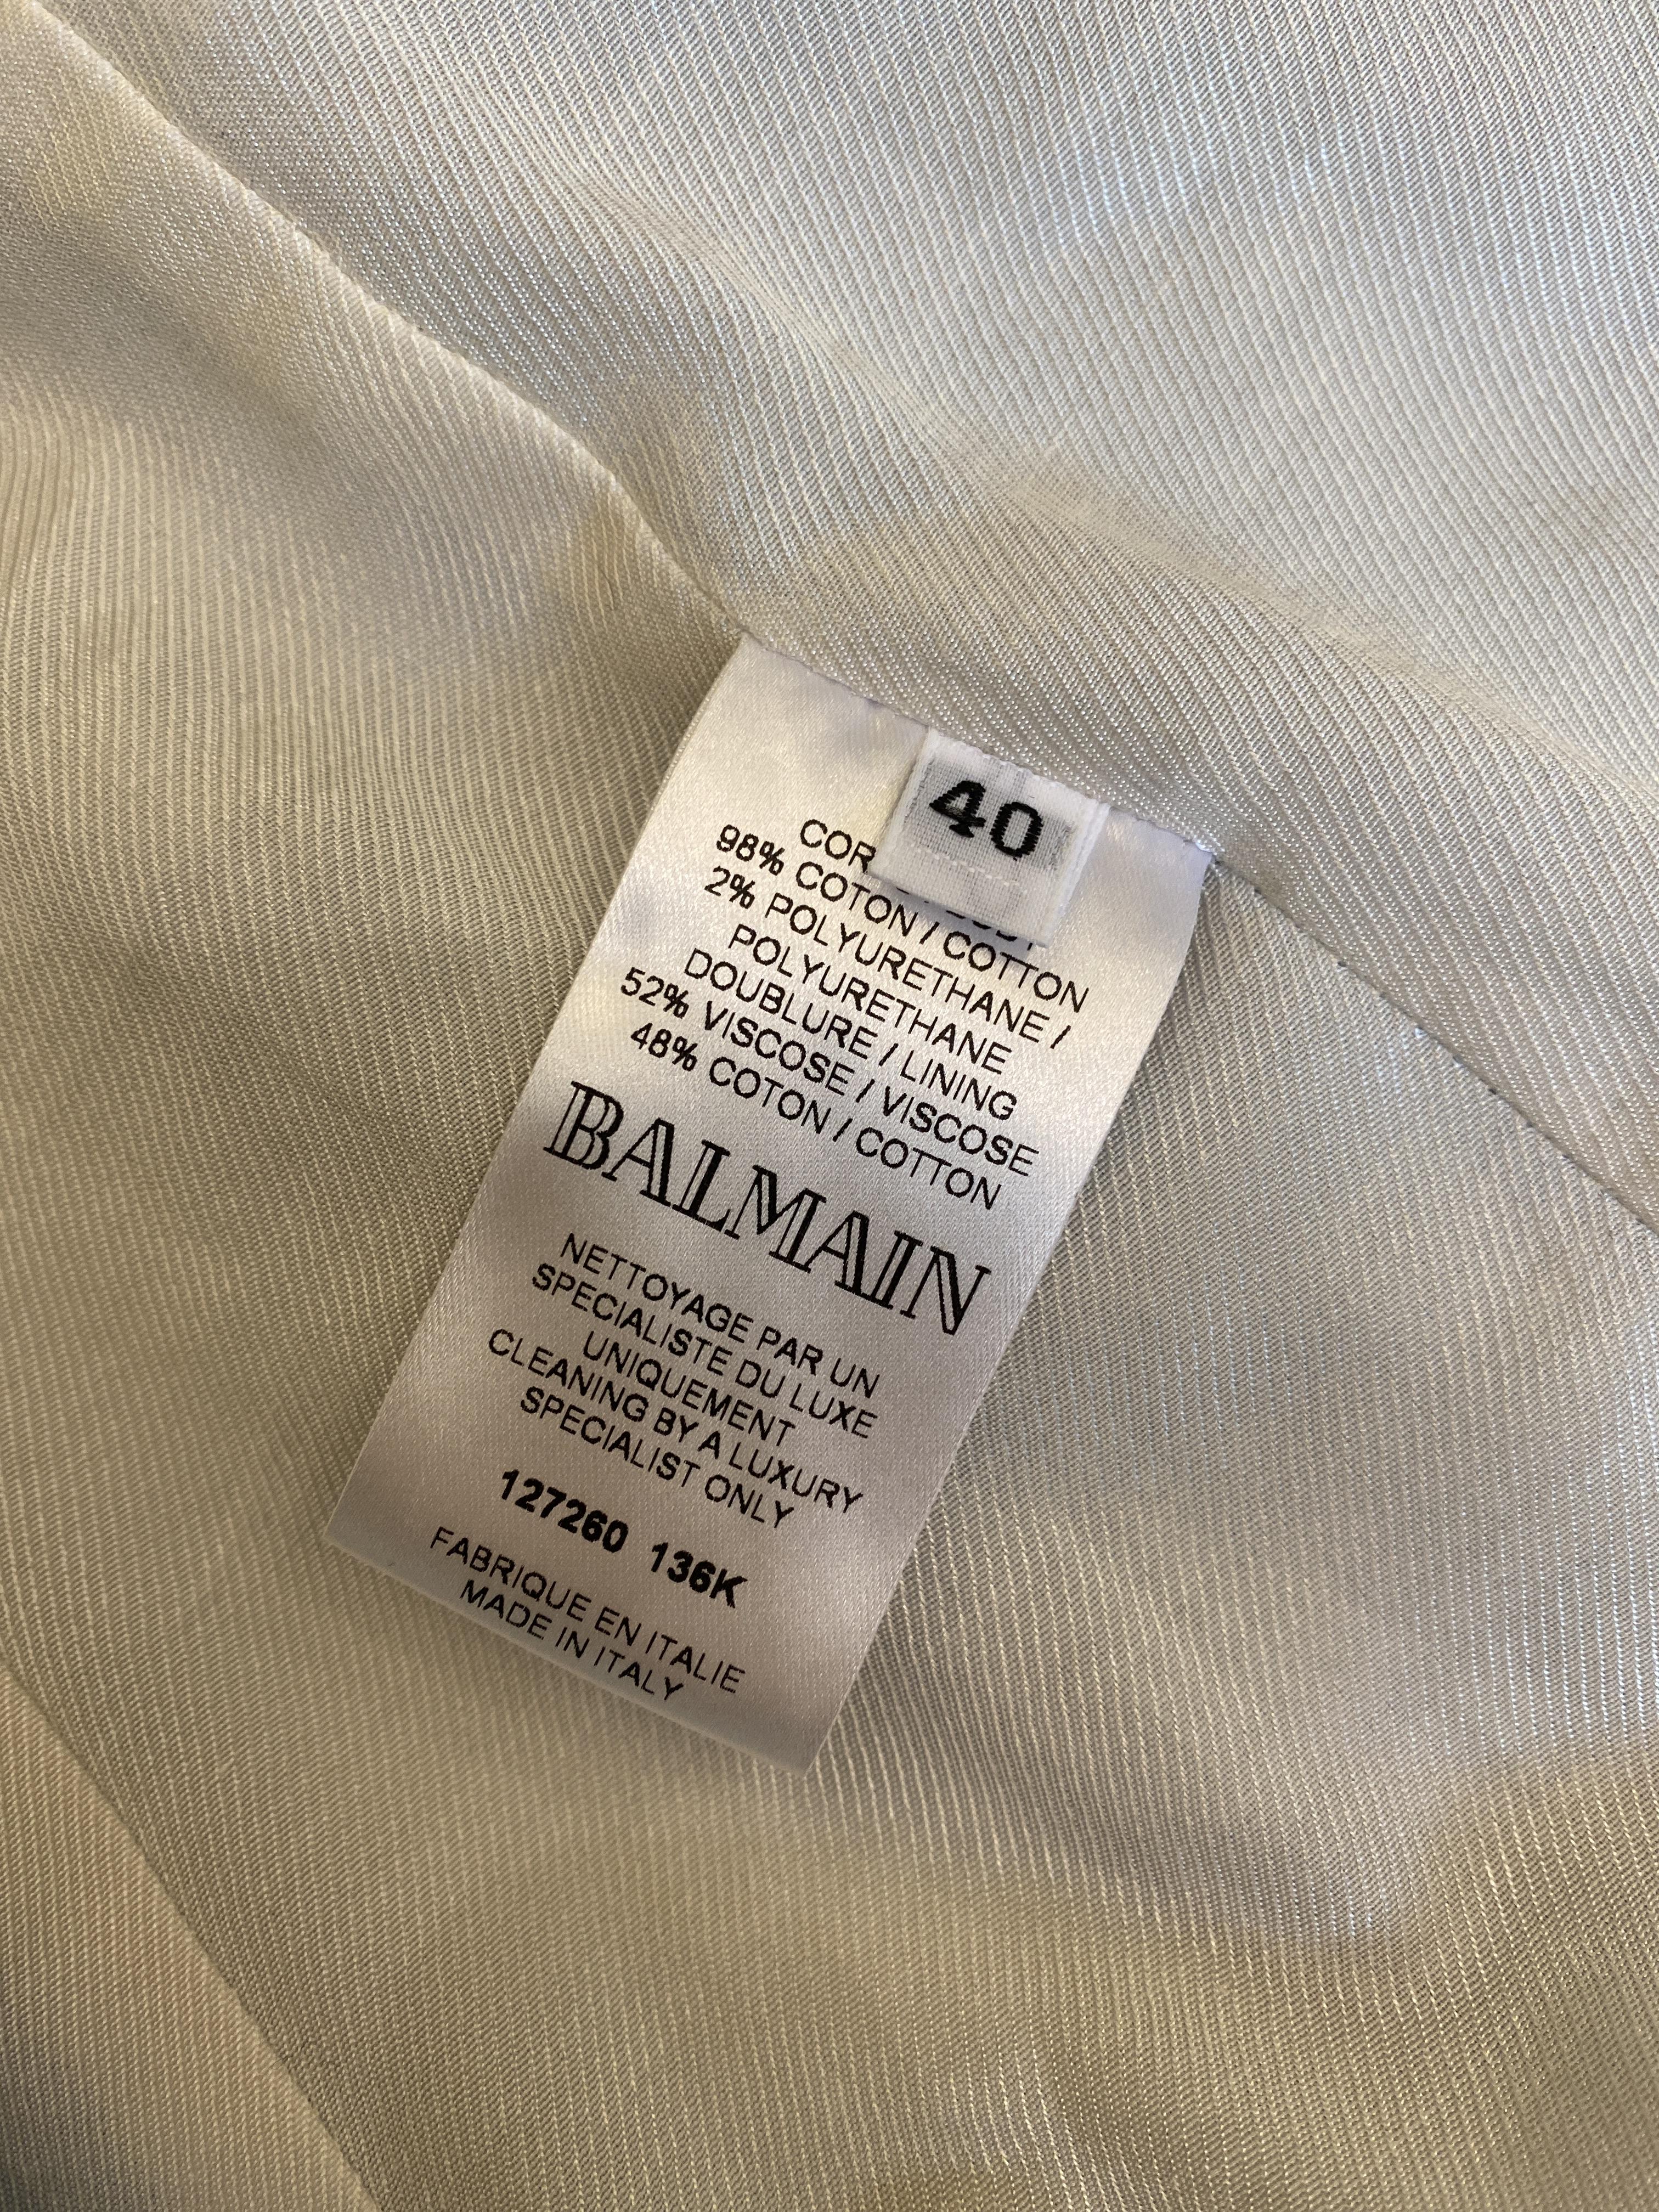 40
98% COTON / COTTON
2% POLYURETHANE /
POLYURETHANE
DOUBLURE / LINING
52% VISCOSE / VISCOSE
48% COTON / COTTON
BALMAIN
NETTOYAGE PAR UN
SPECIALISTE DU LUXE
UNIQUEMENT
CLEANING BY A LUXURY
SPECIALIST ONLY
127260 136K
FABRIQUE EN ITALIE
MADE IN ITALY